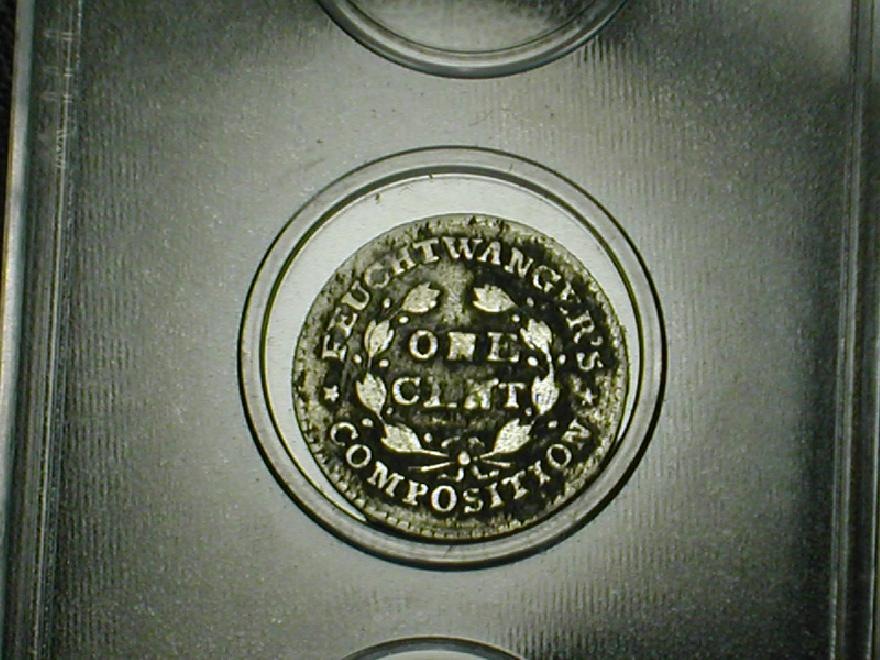 FEUCHTWANGER'S
ONE
CENT
COMPOSITION